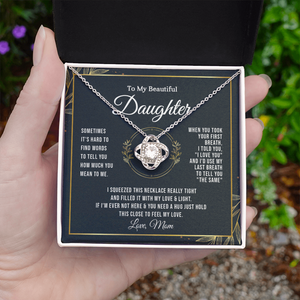 To My Beautiful
Daughter
SOMETIMES
IT'S HARD TO
FIND WORDS
TO TELL YOU
HOW MUCH YOU
MEAN TO ME.
WHEN YOU TOOK
YOUR FIRST
BREATH,
I TOLD YOU,
"I LOVE YOU"
AND I'D USE MY
LAST BREATH
TO TELL YOU
"THE SAME"
I SQUEEZED THIS NECKLACE REALLY TIGHT
AND FILLED IT WITH MY LOVE & LIGHT.
IF I'M EVER NOT HERE & YOU NEED A HUG JUST HOLD
THIS CLOSE TO FEEL MY LOVE.
Love, Mom